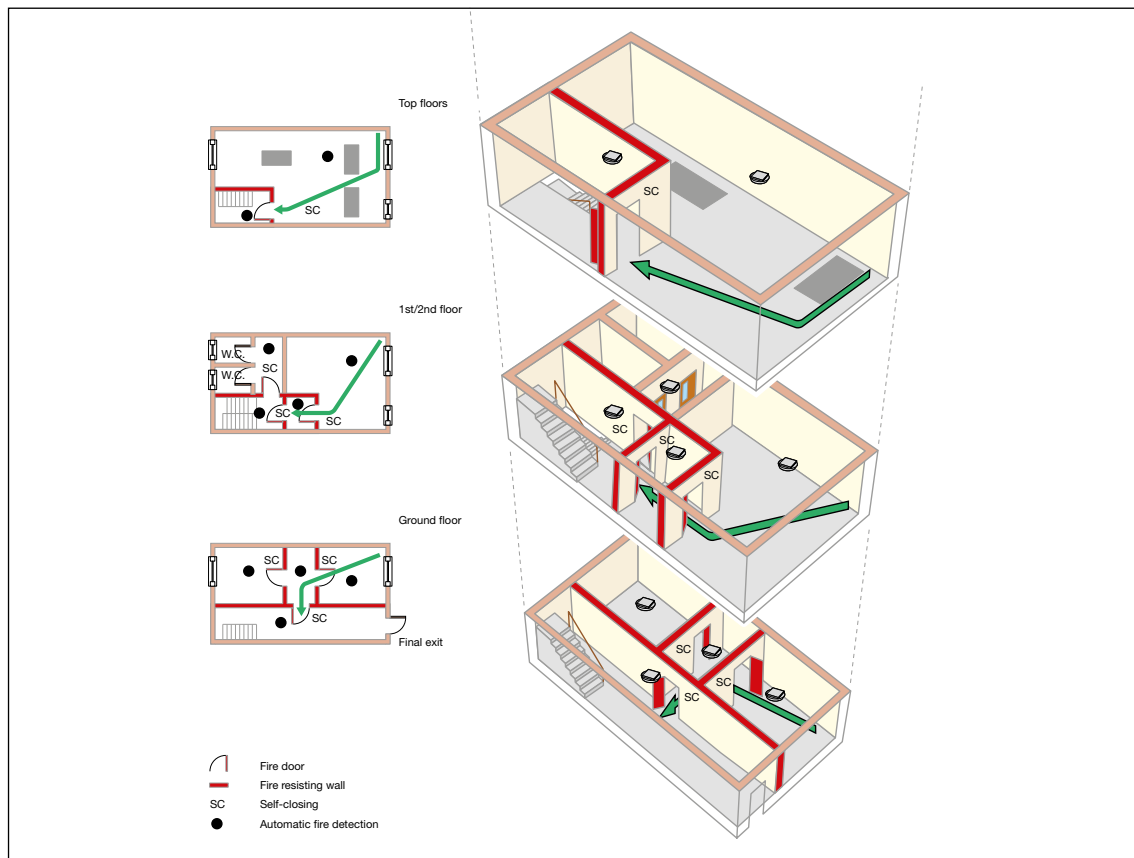 Top floors
SC
SC
1st/2nd floor
W.C.
W.C.
SC
SC
SC
SC
SC
SC
Ground floor
SC
SC
SC
Final exit
SC
SC
SC
Fire door
Fire resisting wall
SC
Self-closing
Automatic fire detection